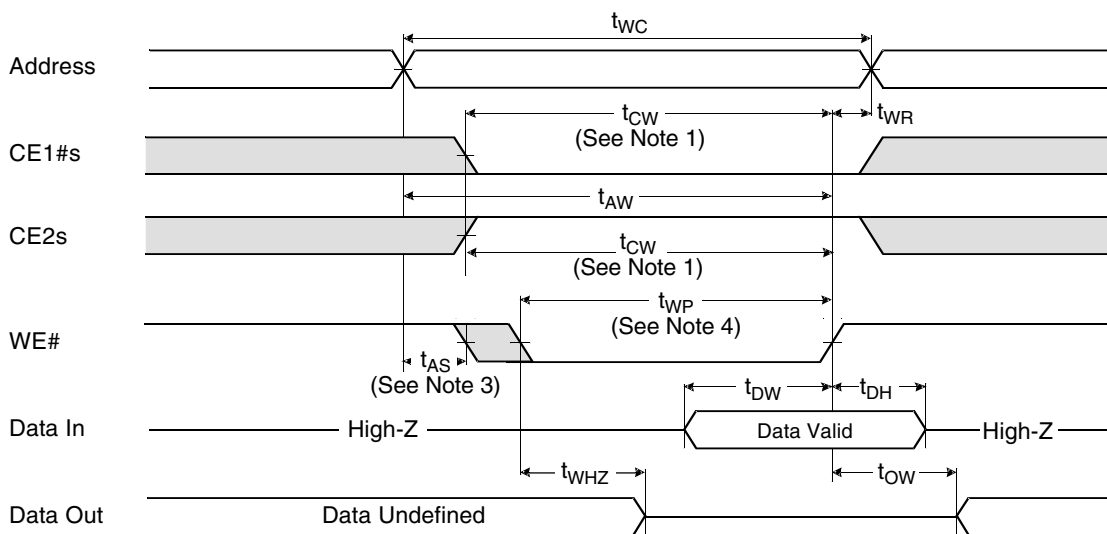 tWC
Address
tCW
(See Note 1)
tWR
CE1#s
tAW
CE2s
tCW
(See Note 1)
tWP
(See Note 4)
WE#
tAS
(See Note 3)
tDW
tDH
Data In
High-Z
Data Valid
High-Z
tWHZ
tOW
Data Out
Data Undefined